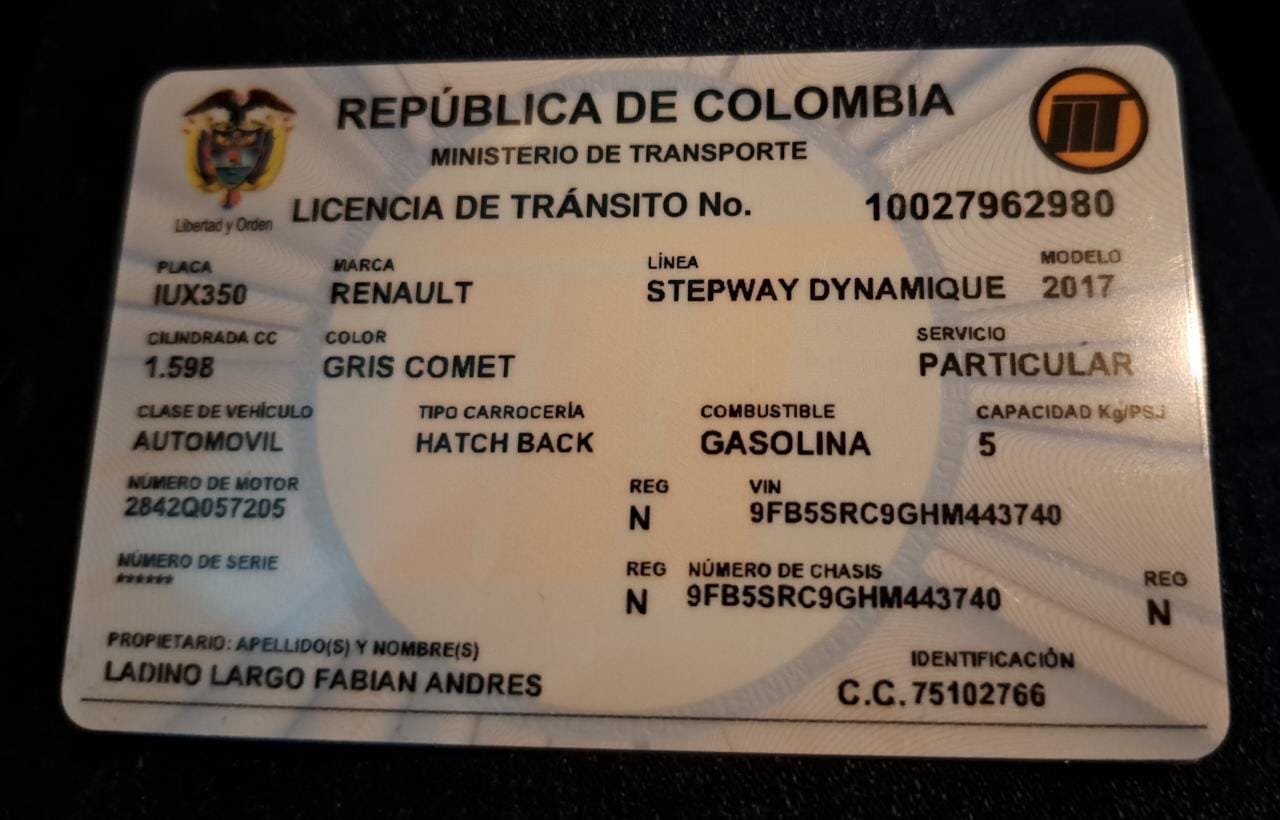 REPÚBLICA DE COLOMBIA
MINISTERIO DE TRANSPORTE
Libertad y Orden
LICENCIA DE TRÁNSITO No. 10027962980
PLACA MARCA LÍNEA MODELO
IUX350 RENAULT STEPWAY DYNAMIQUE 2017
CILINDRADA CC COLOR SERVICIO
1.598 GRIS COMET PARTICULAR
CLASE DE VEHÍCULO TIPO CARROCERÍA COMBUSTIBLE CAPACIDAD Kg/PSJ
AUTOMOVIL HATCH BACK GASOLINA 5
NÚMERO DE MOTOR REG VIN
2842Q057205 N 9FB5SRC9GHM443740
NÚMERO DE SERIE REG NÚMERO DE CHASIS REG
****** N 9FB5SRC9GHM443740 N
PROPIETARIO: APELLIDO(S) Y NOMBRE(S) IDENTIFICACIÓN
LADINO LARGO FABIAN ANDRES C.C. 75102766